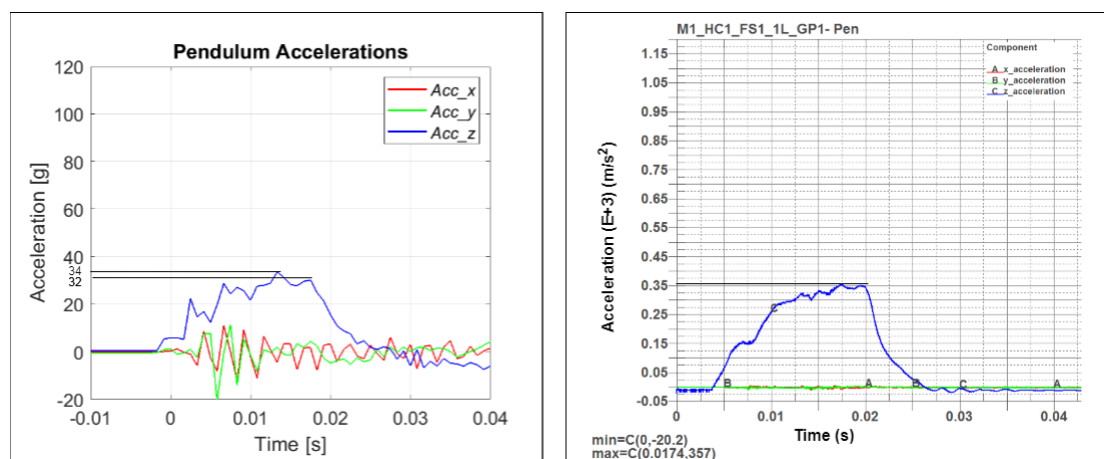 Pendulum Accelerations
120
100
80
60
40
34
32
20
0
-20
Acceleration [g]
Acc_x
Acc_y
Acc_z
-0.01
0
0.01
0.02
0.03
0.04
Time [s]
M1_HC1_FS1_1L_GP1- Pen
Component
A x_acceleration
B y_acceleration
C z_acceleration
1.15
1.05
0.95
0.85
0.75
0.65
0.55
0.45
0.35
0.25
0.15
0.05
-0.05
Acceleration (E+3) (m/s²)
C
B
A
B
C
A
0
0.01
0.02
0.03
0.04
Time (s)
min=C(0,-20.2)
max=C(0.0174,357)